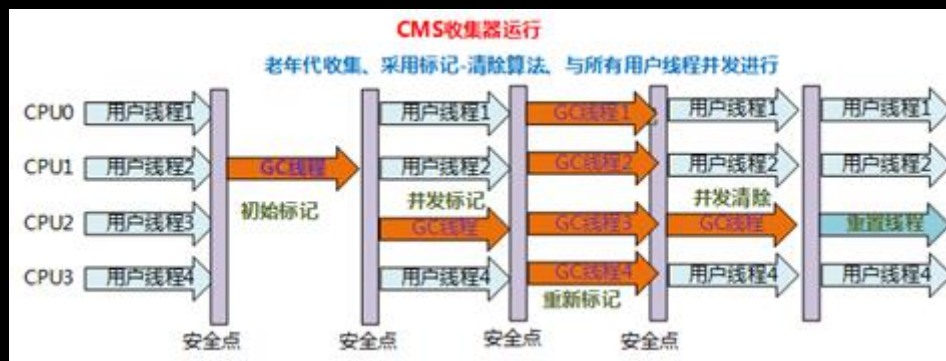 CMS收集器运行
老年代收集、采用标记-清除算法、与所有用户线程并发进行
CPU0 用户线程1 用户线程1 GC线程1 用户线程1 用户线程1
CPU1 用户线程2 GC线程 用户线程2 GC线程2 用户线程2 用户线程2
初始标记 并发标记 并发清除
CPU2 用户线程3 GC线程 GC线程3 GC线程 重置线程
CPU3 用户线程4 用户线程4 GC线程4 用户线程4 用户线程4
重新标记
安全点 安全点 安全点 安全点